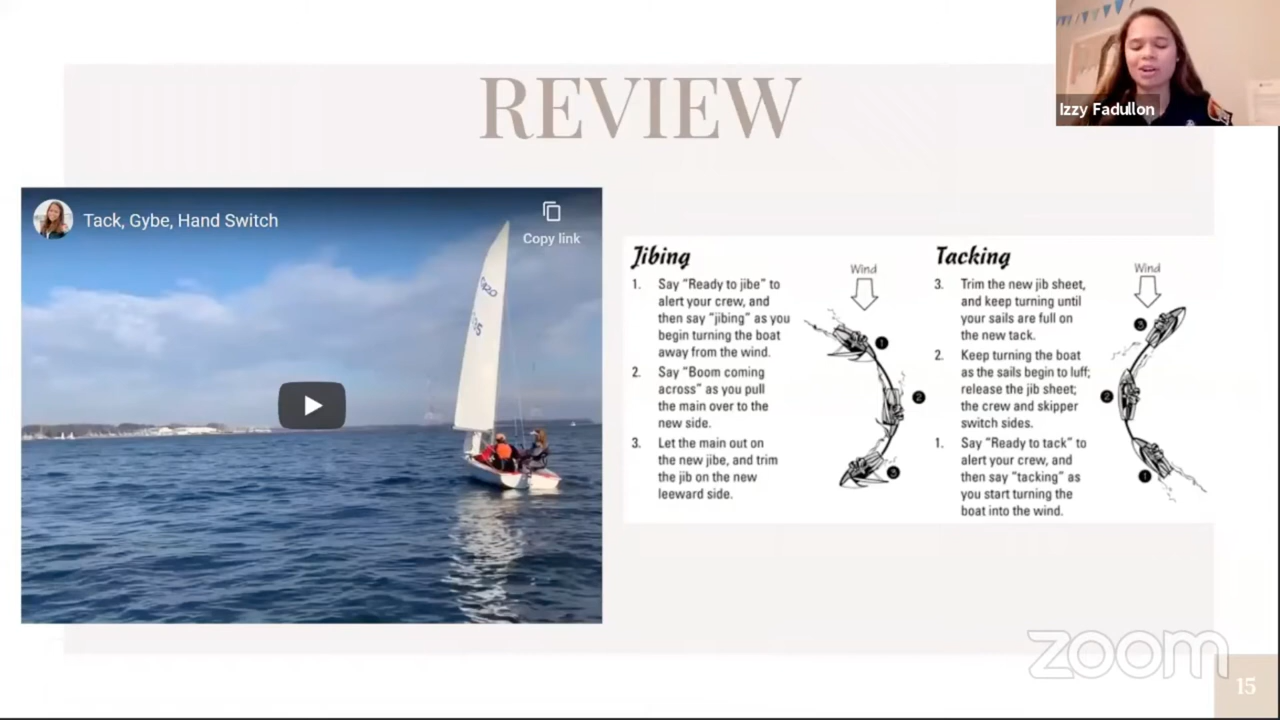 REVIEW
Izzy Fadullon
Tack, Gybe, Hand Switch
Copy link
Jibing
1. Say “Ready to jibe” to
alert your crew, and
then say “jibing” as you
begin turning the boat
away from the wind.
2. Say “Boom coming
across” as you pull
the main over to the
new side.
3. Let the main out on
the new jibe, and trim
the jib on the new
leeward side.
Wind
1
2
3
Tacking
3. Trim the new jib sheet,
and keep turning until
your sails are full on
the new tack.
2. Keep turning the boat
as the sails begin to luff;
release the jib sheet;
the crew and skipper
switch sides.
1. Say “Ready to tack” to
alert your crew, and
then say “tacking” as
you start turning the
boat into the wind.
Wind
3
2
1
zoom
15